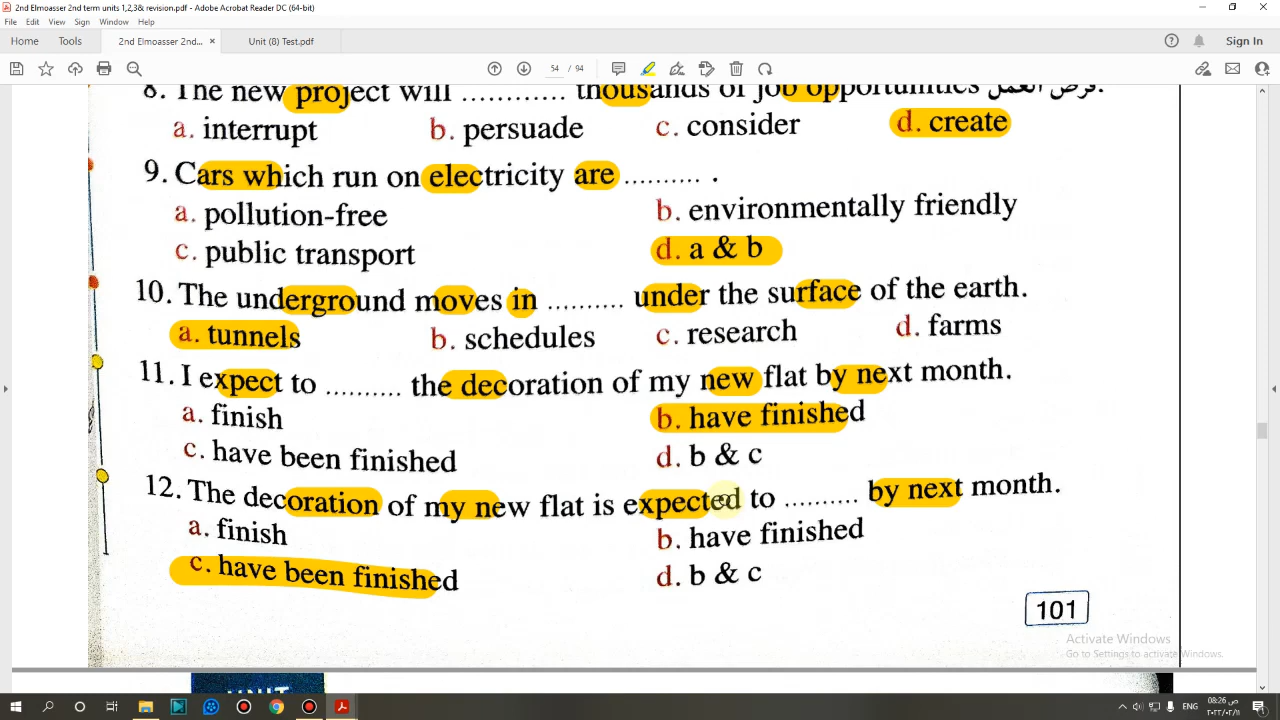 2nd Elmoasser 2nd term units 1,2,3& revision.pdf - Adobe Acrobat Reader DC (64-bit)
File Edit View Sign Window Help
Home Tools 2nd Elmoasser 2nd... × Unit (8) Test.pdf Sign In
54 / 94
8. The new project will ............ thousands of job opportunities فرص العمل.
a. interrupt b. persuade c. consider d. create
9. Cars which run on electricity are .......... .
a. pollution-free b. environmentally friendly
c. public transport d. a & b
10. The underground moves in .......... under the surface of the earth.
a. tunnels b. schedules c. research d. farms
11. I expect to .......... the decoration of my new flat by next month.
a. finish b. have finished
c. have been finished d. b & c
12. The decoration of my new flat is expected to .......... by next month.
a. finish b. have finished
c. have been finished d. b & c
101
Activate Windows
Go to Settings to activate Windows.
UNIT
ENG
08:26 ص